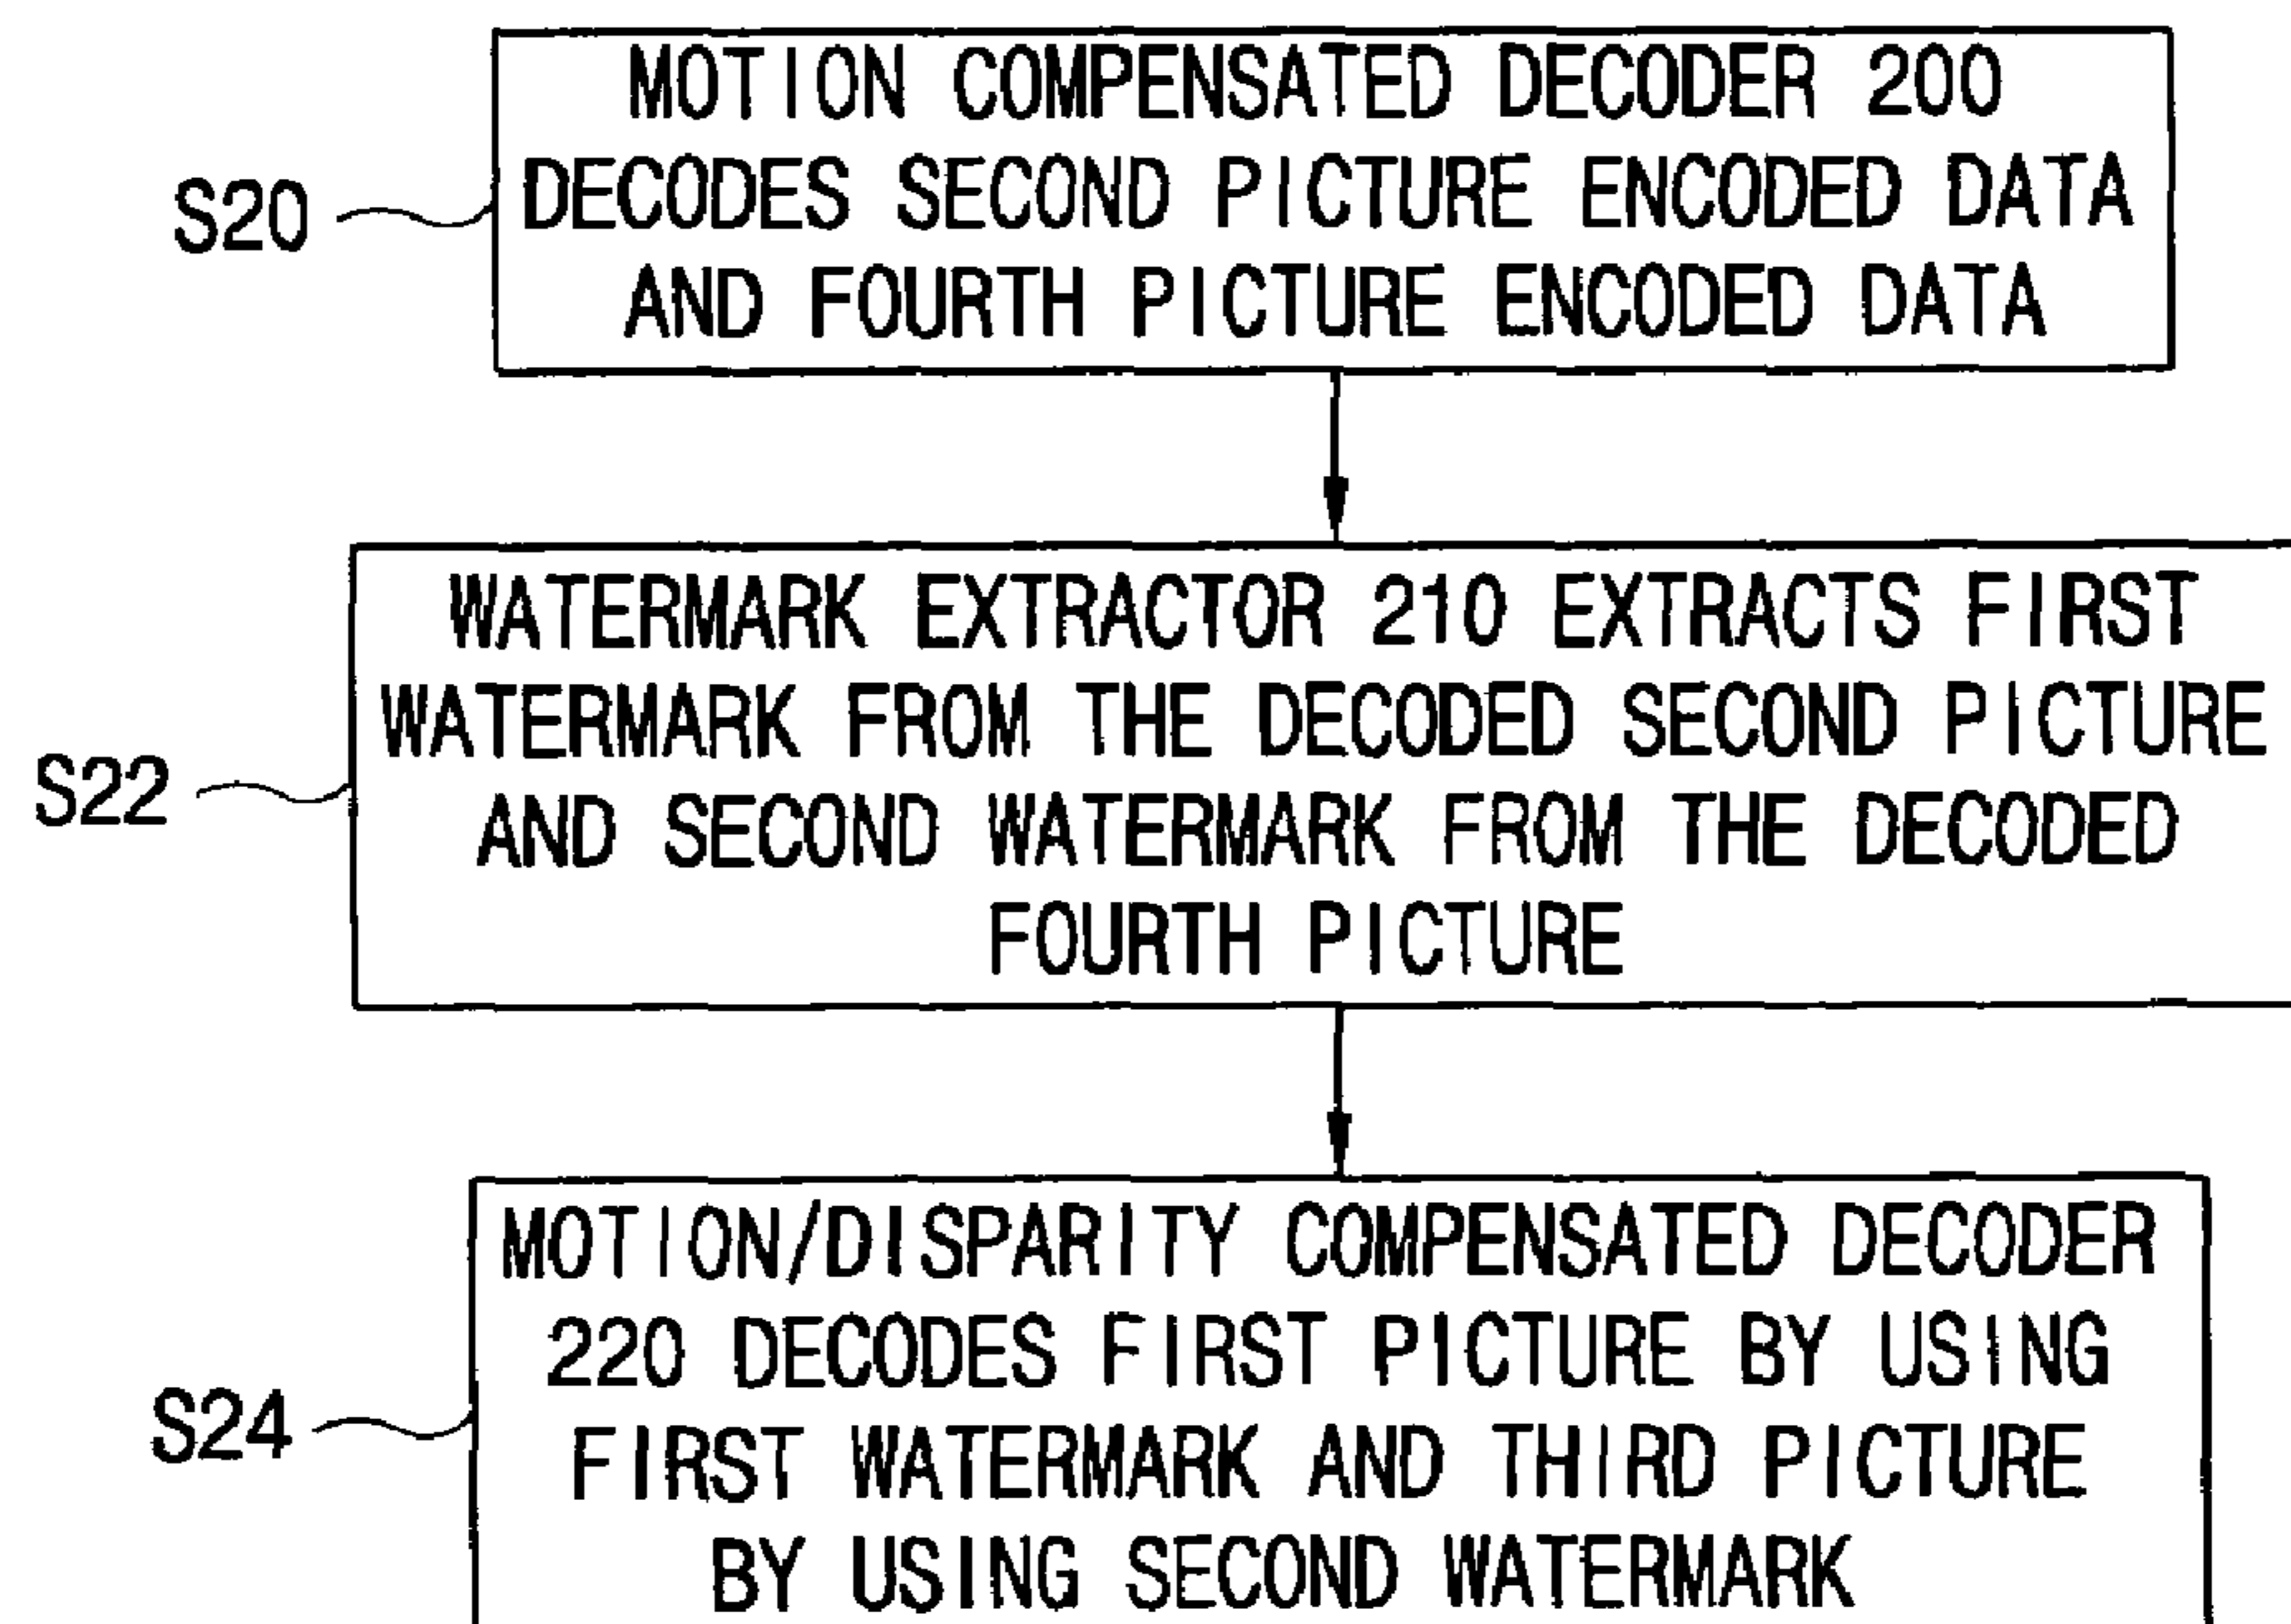 MOTION COMPENSATED DECODER 200
DECODES SECOND PICTURE ENCODED DATA
AND FOURTH PICTURE ENCODED DATA
S20
WATERMARK EXTRACTOR 210 EXTRACTS FIRST
WATERMARK FROM THE DECODED SECOND PICTURE
AND SECOND WATERMARK FROM THE DECODED
FOURTH PICTURE
S22
MOTION/DISPARITY COMPENSATED DECODER
220 DECODES FIRST PICTURE BY USING
FIRST WATERMARK AND THIRD PICTURE
BY USING SECOND WATERMARK
S24